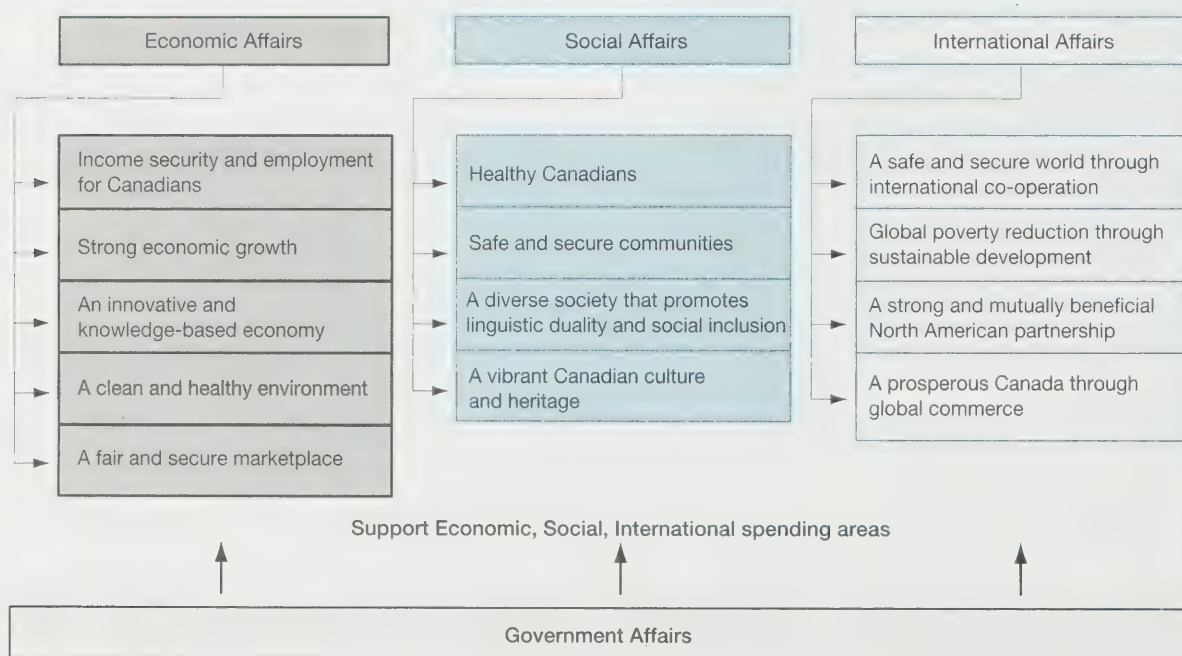 Economic Affairs
Income security and employment
for Canadians
Strong economic growth
An innovative and
knowledge-based economy
A clean and healthy environment
A fair and secure marketplace
Social Affairs
Healthy Canadians
Safe and secure communities
A diverse society that promotes
linguistic duality and social inclusion
A vibrant Canadian culture
and heritage
International Affairs
A safe and secure world through
international co-operation
Global poverty reduction through
sustainable development
A strong and mutually beneficial
North American partnership
A prosperous Canada through
global commerce
Support Economic, Social, International spending areas
Government Affairs